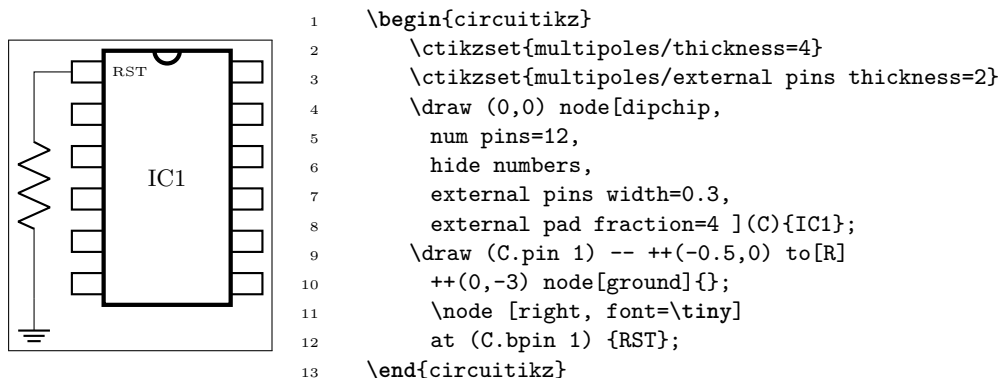 RST
IC1
1 \begin{circuitikz}
2 \ctikzset{multipoles/thickness=4}
3 \ctikzset{multipoles/external pins thickness=2}
4 \draw (0,0) node[dipchip,
5 num pins=12,
6 hide numbers,
7 external pins width=0.3,
8 external pad fraction=4 ](C){IC1};
9 \draw (C.pin 1) -- ++(-0.5,0) to[R]
10 ++(0,-3) node[ground]{};
11 \node [right, font=\tiny]
12 at (C.bpin 1) {RST};
13 \end{circuitikz}